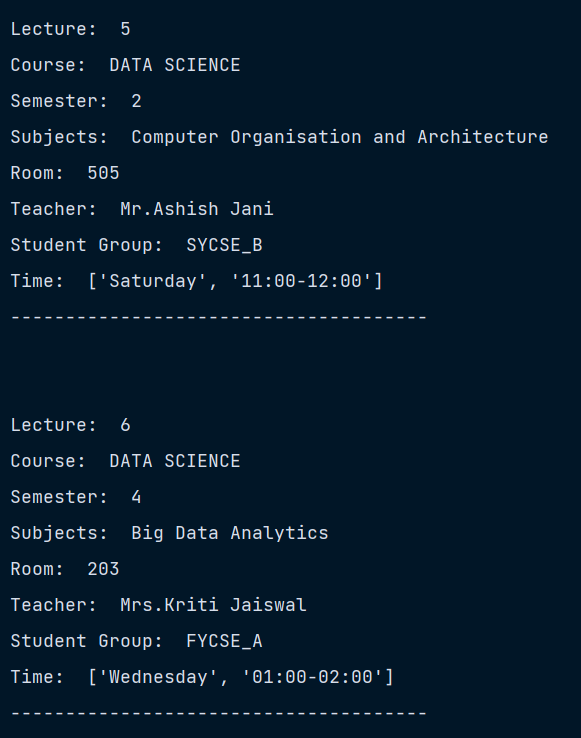 Lecture:  5
Course:  DATA SCIENCE
Semester:  2
Subjects:  Computer Organisation and Architecture
Room:  505
Teacher:  Mr.Ashish Jani
Student Group:  SYCSE_B
Time:  ['Saturday', '11:00-12:00']
--------------------------------------
Lecture:  6
Course:  DATA SCIENCE
Semester:  4
Subjects:  Big Data Analytics
Room:  203
Teacher:  Mrs.Kriti Jaiswal
Student Group:  FYCSE_A
Time:  ['Wednesday', '01:00-02:00']
--------------------------------------